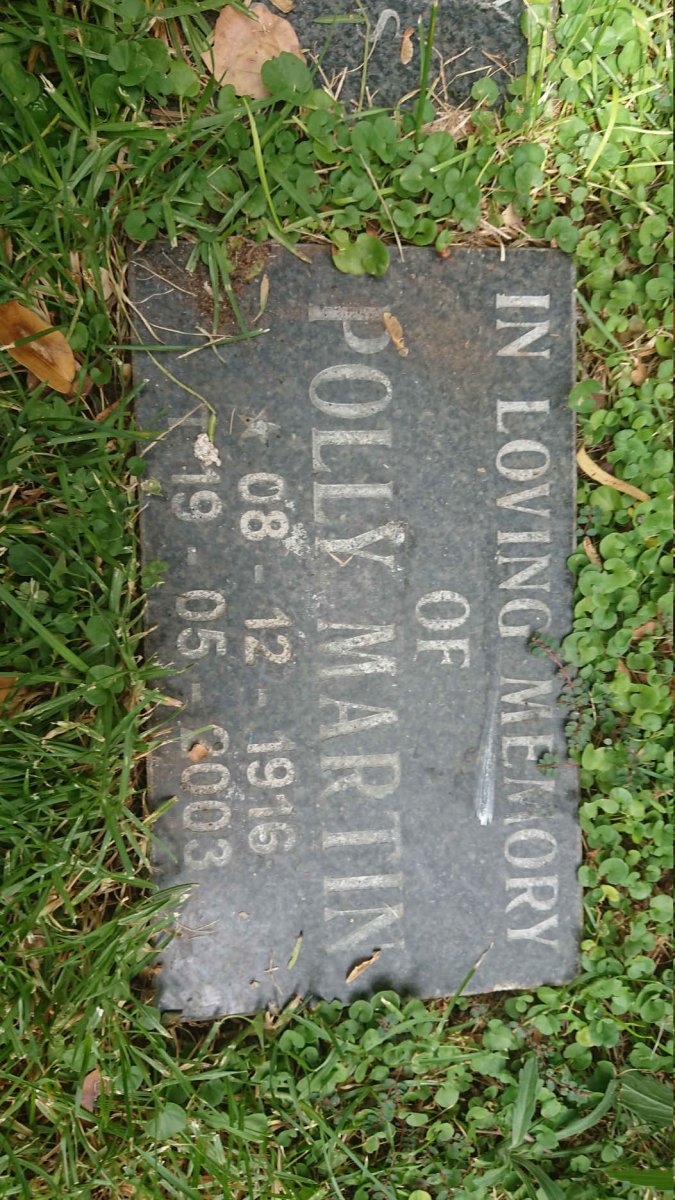 IN LOVING MEMORY
OF
POLLY MARTIN
08 - 12 - 1916
19 - 05 - 2003